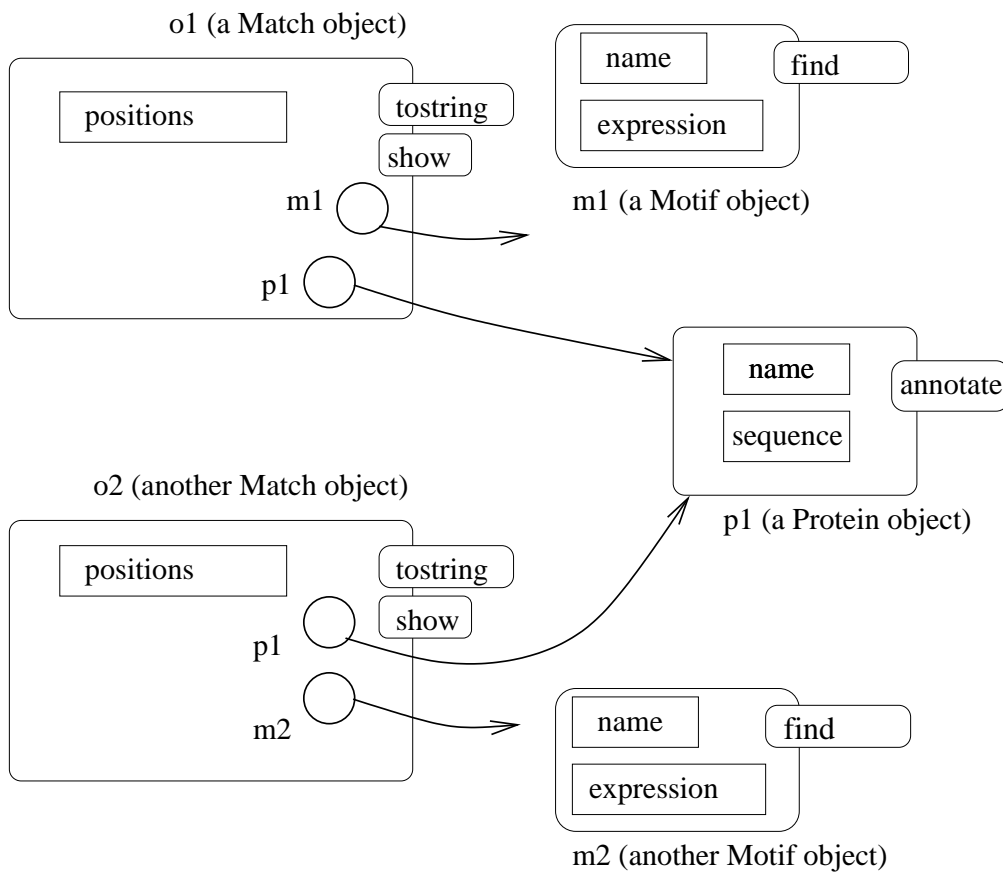 o1 (a Match object)
positions
tostring
show
m1
p1
name
find
expression
m1 (a Motif object)
name
annotate
sequence
p1 (a Protein object)
o2 (another Match object)
positions
tostring
show
p1
m2
name
find
expression
m2 (another Motif object)